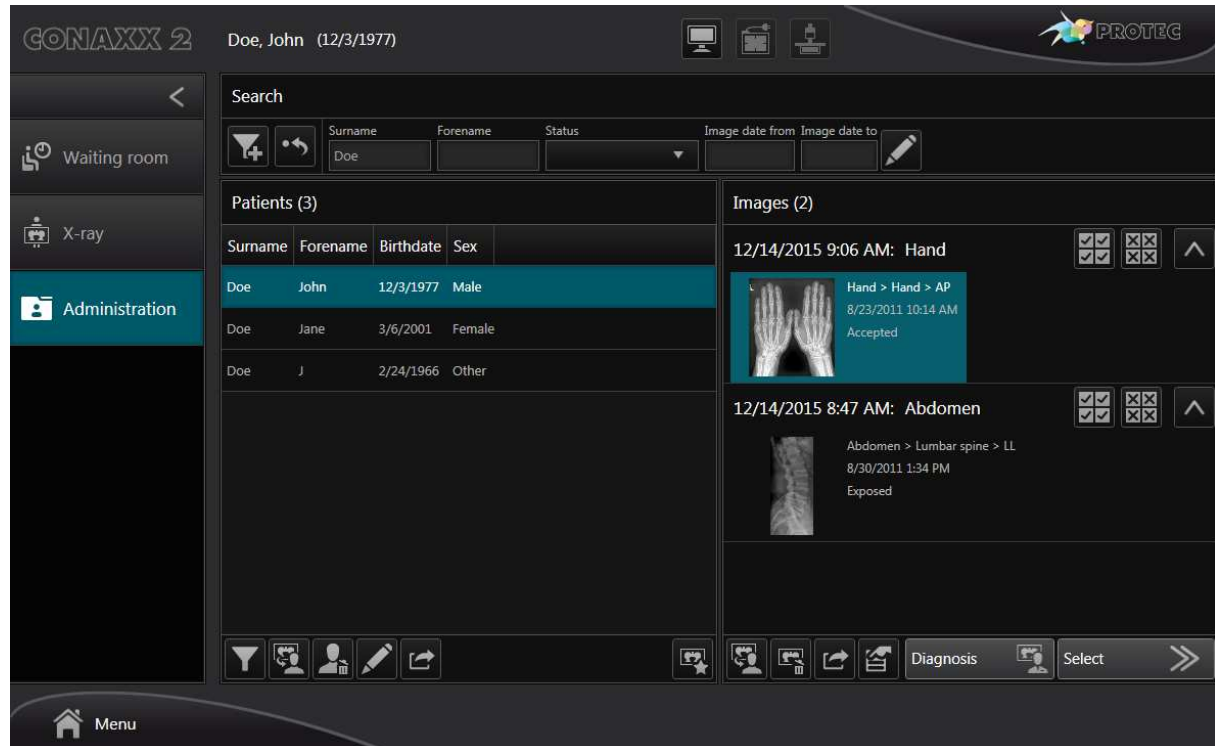 CONAXX 2
Doe, John (12/3/1977)
PROTEC
Search
Waiting room
X-ray
Administration
Surname Forename Status Image date from Image date to
Doe
Patients (3)
Surname Forename Birthdate Sex
Doe John 12/3/1977 Male
Doe Jane 3/6/2001 Female
Doe J 2/24/1966 Other
Images (2)
12/14/2015 9:06 AM: Hand
Hand > Hand > AP
8/23/2011 10:14 AM
Accepted
12/14/2015 8:47 AM: Abdomen
Abdomen > Lumbar spine > LL
8/30/2011 1:34 PM
Exposed
Diagnosis
Select
Menu